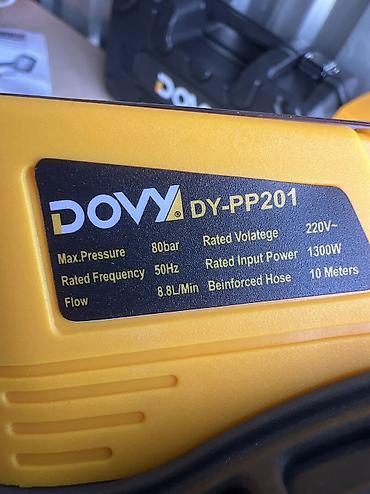 DOVY
DOVY DY-PP201
Max.Pressure 80bar Rated Volatege 220V~
Rated Frequency 50Hz Rated Input Power 1300W
Flow 8.8L/Min Beinforced Hose 10 Meters